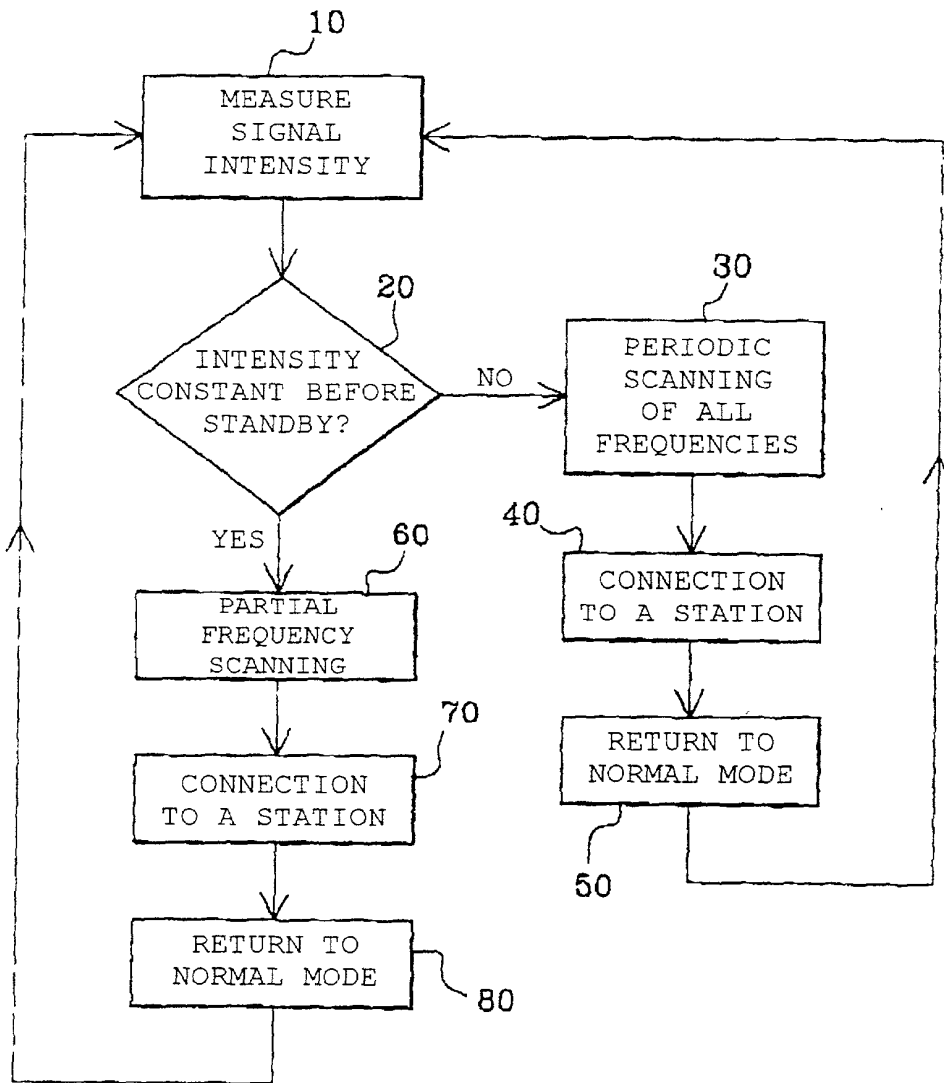 10
MEASURE
SIGNAL
INTENSITY
20
INTENSITY
CONSTANT BEFORE
STANDBY?
NO
30
PERIODIC
SCANNING
OF ALL
FREQUENCIES
40
CONNECTION
TO A STATION
RETURN TO
NORMAL MODE
50
YES
60
PARTIAL
FREQUENCY
SCANNING
70
CONNECTION
TO A STATION
RETURN TO
NORMAL MODE
80